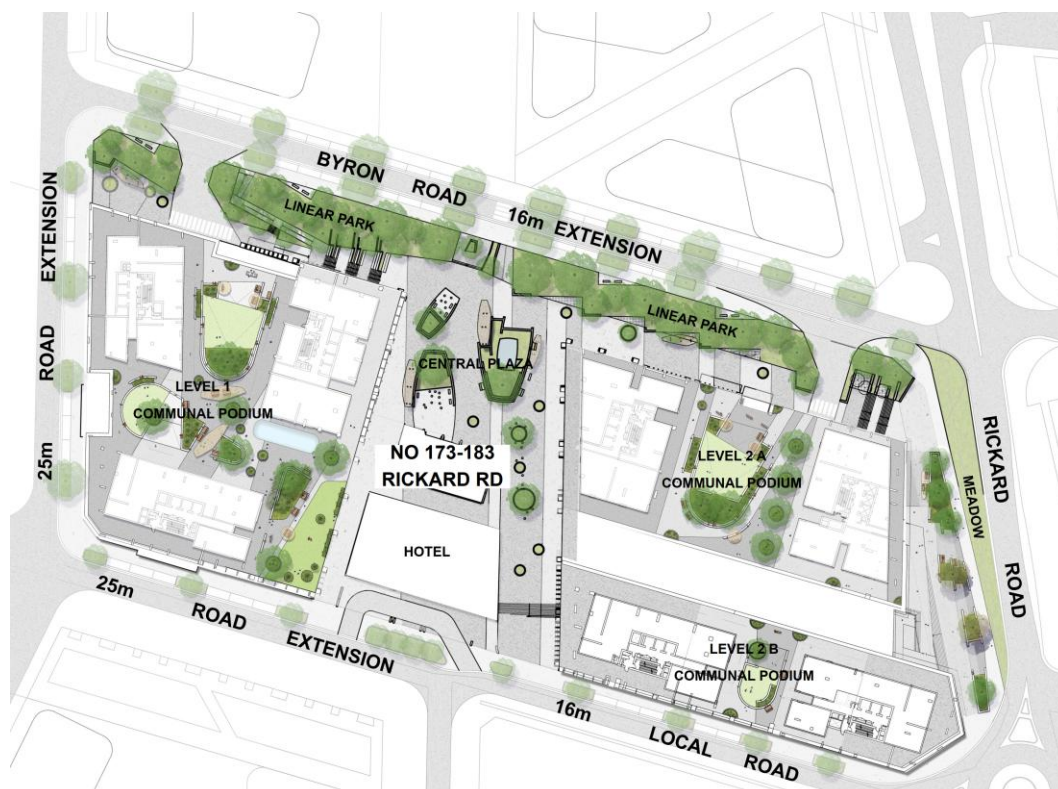 BYRON ROAD 16m EXTENSION
LINEAR PARK
LINEAR PARK
25m ROAD EXTENSION
CENTRAL PLAZA
LEVEL 1
COMMUNAL PODIUM
NO 173-183
RICKARD RD
LEVEL 2 A
COMMUNAL PODIUM
RICKARD ROAD
MEADOW
HOTEL
25m ROAD EXTENSION
LEVEL 2 B
COMMUNAL PODIUM
16m LOCAL ROAD